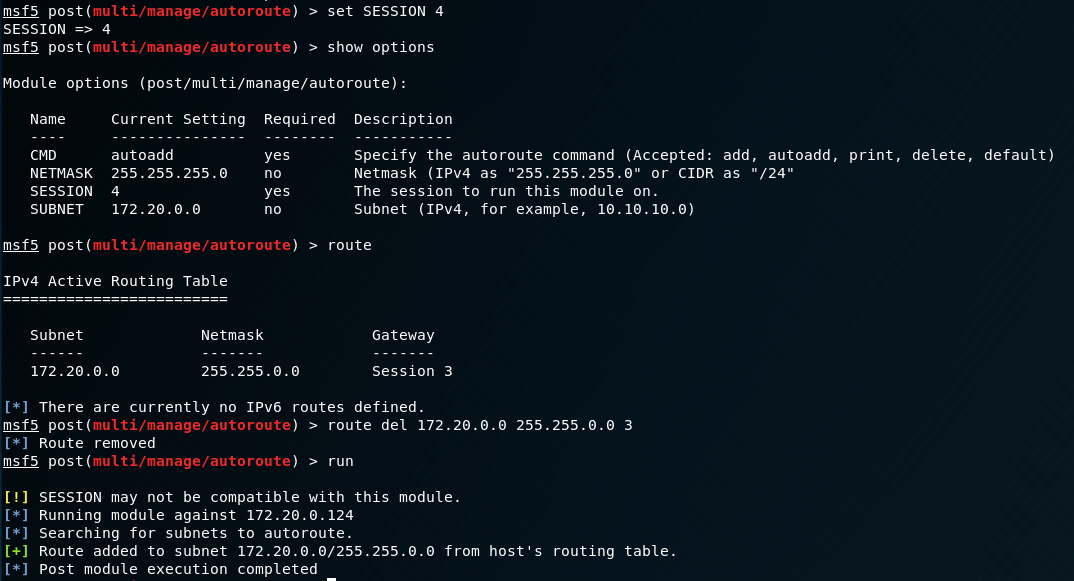 msf5 post(multi/manage/autoroute) > set SESSION 4
SESSION => 4
msf5 post(multi/manage/autoroute) > show options
Module options (post/multi/manage/autoroute):
Name     Current Setting  Required  Description
----     ---------------  --------  -----------
CMD      autoadd          yes       Specify the autoroute command (Accepted: add, autoadd, print, delete, default)
NETMASK  255.255.255.0    no        Netmask (IPv4 as "255.255.255.0" or CIDR as "/24"
SESSION  4                yes       The session to run this module on.
SUBNET   172.20.0.0       no        Subnet (IPv4, for example, 10.10.10.0)
msf5 post(multi/manage/autoroute) > route
IPv4 Active Routing Table
=========================
Subnet             Netmask            Gateway
------             -------            -------
172.20.0.0         255.255.0.0        Session 3
[*] There are currently no IPv6 routes defined.
msf5 post(multi/manage/autoroute) > route del 172.20.0.0 255.255.0.0 3
[*] Route removed
msf5 post(multi/manage/autoroute) > run
[!] SESSION may not be compatible with this module.
[*] Running module against 172.20.0.124
[*] Searching for subnets to autoroute.
[+] Route added to subnet 172.20.0.0/255.255.0.0 from host's routing table.
[*] Post module execution completed